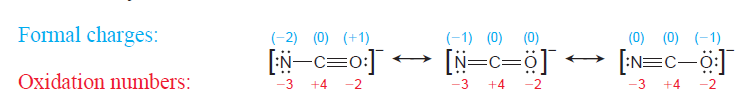 Formal charges: (−2) (0) (+1) (−1) (0) (0) (0) (0) (−1)
[:N̈—C≡O:]⁻ ⟷ [N̈=C=Ö]⁻ ⟷ [:N≡C—Ö:]⁻
Oxidation numbers: −3 +4 −2 −3 +4 −2 −3 +4 −2